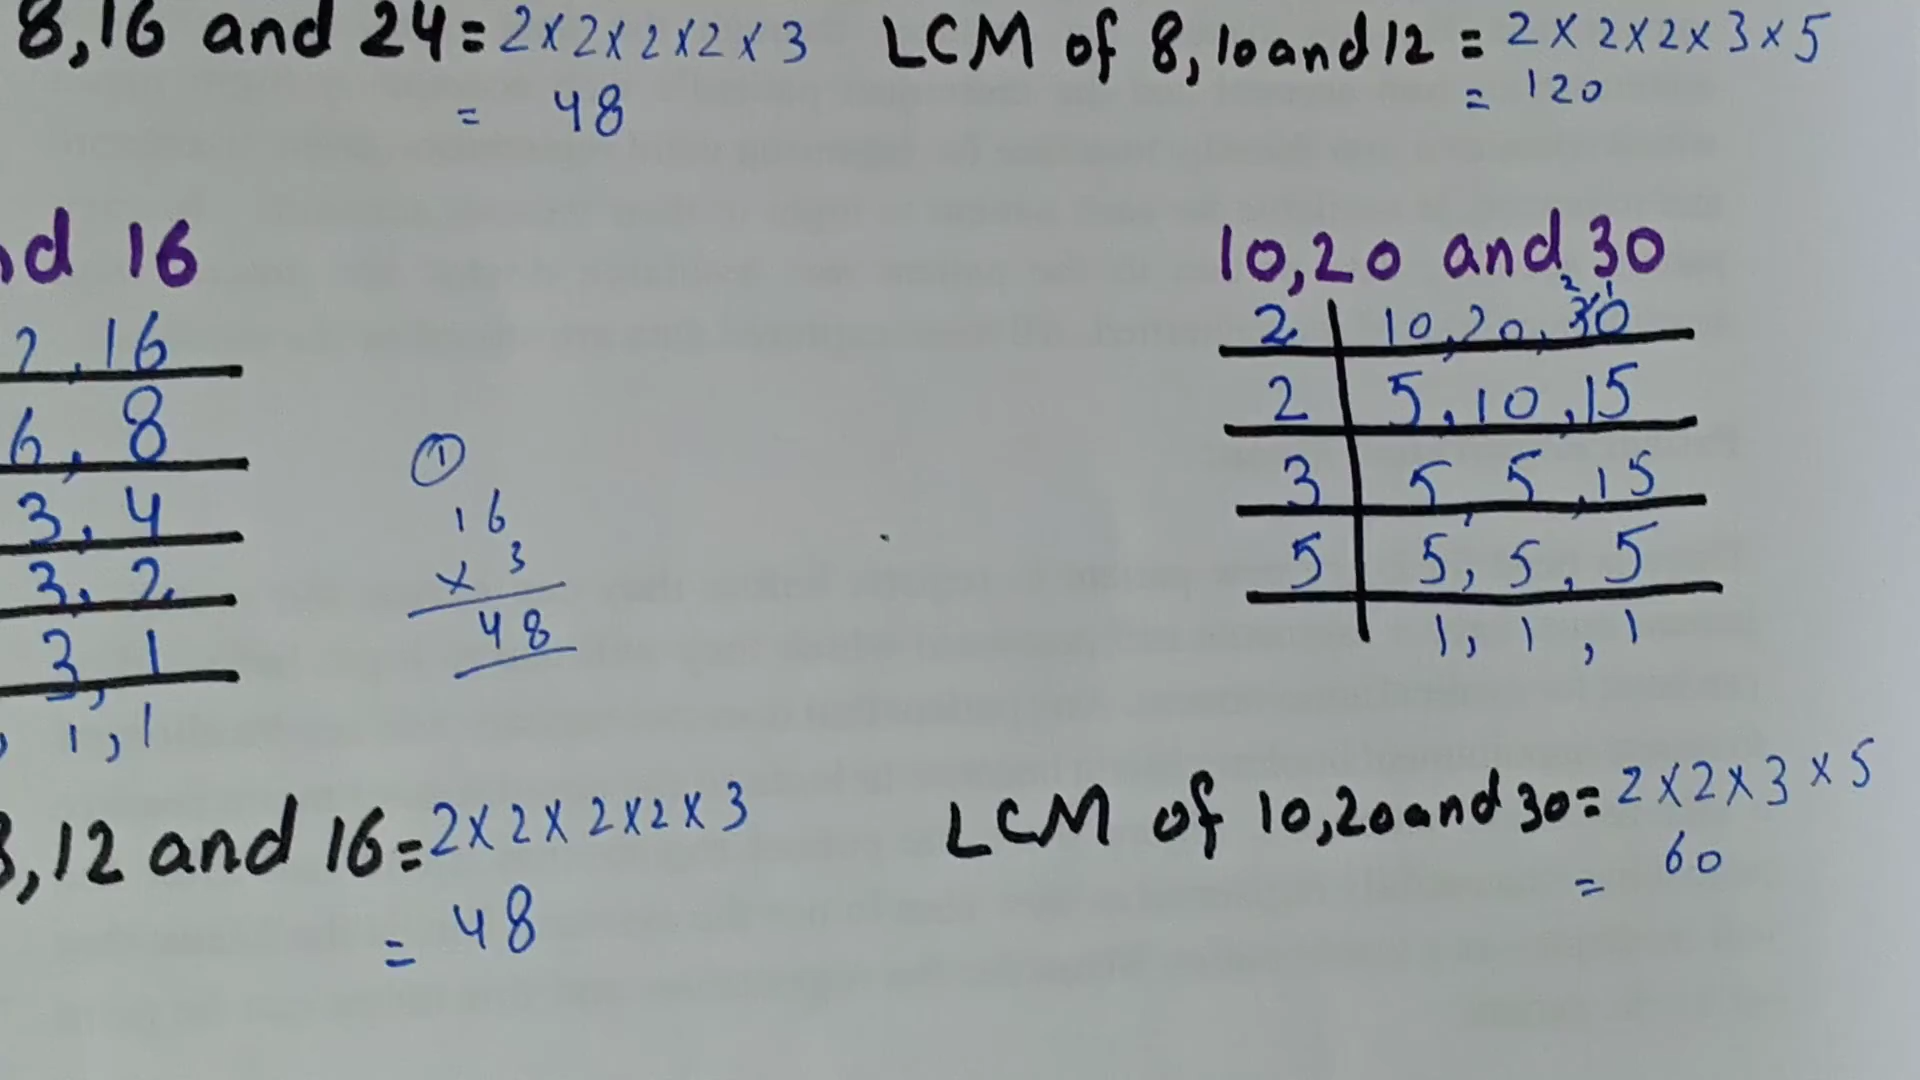 8,16 and 24 = 2×2×2×2×3
= 48
LCM of 8, 10 and 12 = 2×2×2×3×5
= 120
nd 16
2, 16
6, 8
3, 4
3, 2
3, 1
, 1, 1
①
16
× 3
48
, 12 and 16 = 2×2×2×2×3
= 48
10,20 and 30
2 1
2 | 10, 20, 30
2 | 5, 10, 15
3 | 5, 5, 15
5 | 5, 5, 5
1, 1, 1
LCM of 10,20 and 30 = 2×2×3×5
= 60